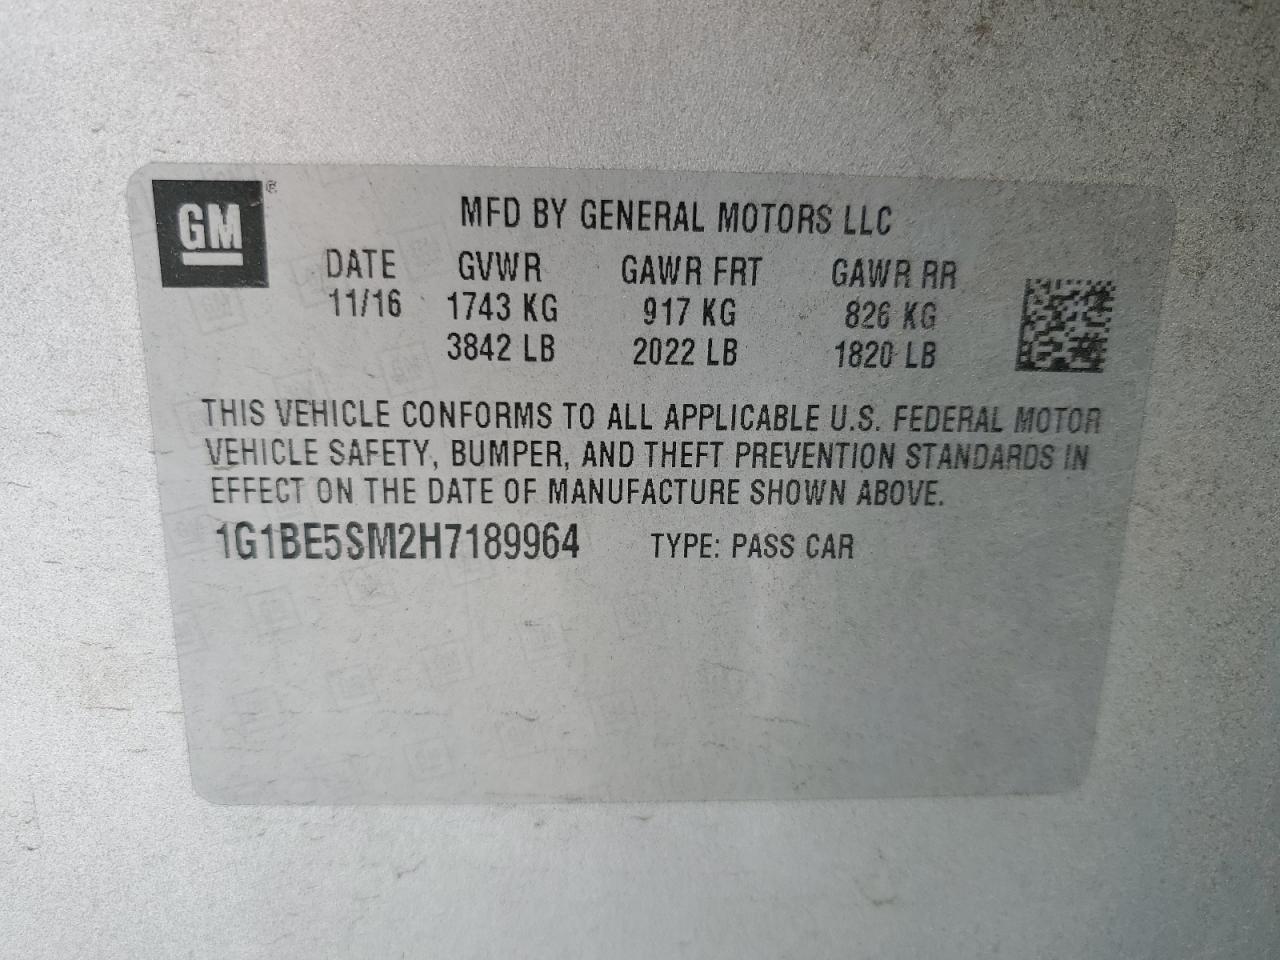 GM®
MFD BY GENERAL MOTORS LLC
DATE GVWR GAWR FRT GAWR RR
11/16 1743 KG 917 KG 826 KG
3842 LB 2022 LB 1820 LB
THIS VEHICLE CONFORMS TO ALL APPLICABLE U.S. FEDERAL MOTOR
VEHICLE SAFETY, BUMPER, AND THEFT PREVENTION STANDARDS IN
EFFECT ON THE DATE OF MANUFACTURE SHOWN ABOVE.
1G1BE5SM2H7189964 TYPE: PASS CAR